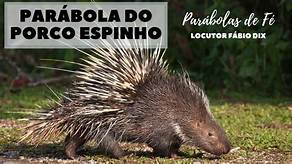 PARÁBOLA DO
PORCO ESPINHO
Parábolas de Fé
LOCUTOR FÁBIO DIX